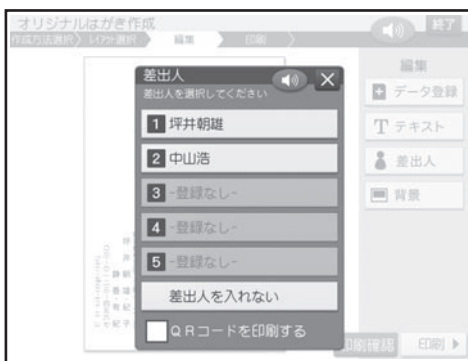 オリジナルはがき作成
終了
作成方法選択 レイアウト選択 編集 印刷
差出人
差出人を選択してください
編集
データ登録
T テキスト
差出人
背景
1 坪井朝雄
2 中山浩
3 -登録なし-
4 -登録なし-
5 -登録なし-
差出人を入れない
QRコードを印刷する
印刷確認
印刷